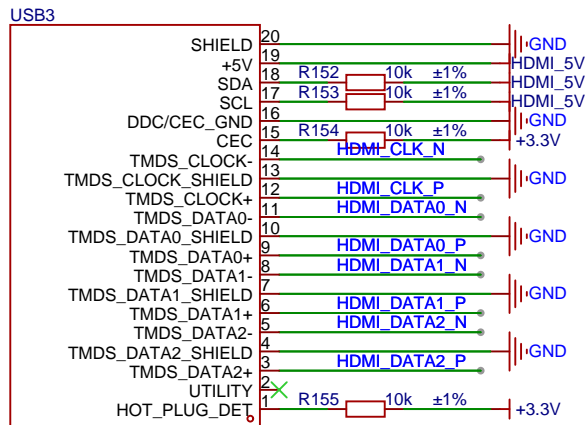 USB3
SHIELD 20 GND
+5V 19 HDMI_5V
SDA 18 R152 10k ±1% HDMI_5V
SCL 17 R153 10k ±1% HDMI_5V
DDC/CEC_GND 16 GND
CEC 15 R154 10k ±1% +3.3V
TMDS_CLOCK- 14 HDMI_CLK_N
TMDS_CLOCK_SHIELD 13 GND
TMDS_CLOCK+ 12 HDMI_CLK_P
TMDS_DATA0- 11 HDMI_DATA0_N
TMDS_DATA0_SHIELD 10 GND
TMDS_DATA0+ 9 HDMI_DATA0_P
TMDS_DATA1- 8 HDMI_DATA1_N
TMDS_DATA1_SHIELD 7 GND
TMDS_DATA1+ 6 HDMI_DATA1_P
TMDS_DATA2- 5 HDMI_DATA2_N
TMDS_DATA2_SHIELD 4 GND
TMDS_DATA2+ 3 HDMI_DATA2_P
UTILITY 2
HOT_PLUG_DET 1 R155 10k ±1% +3.3V